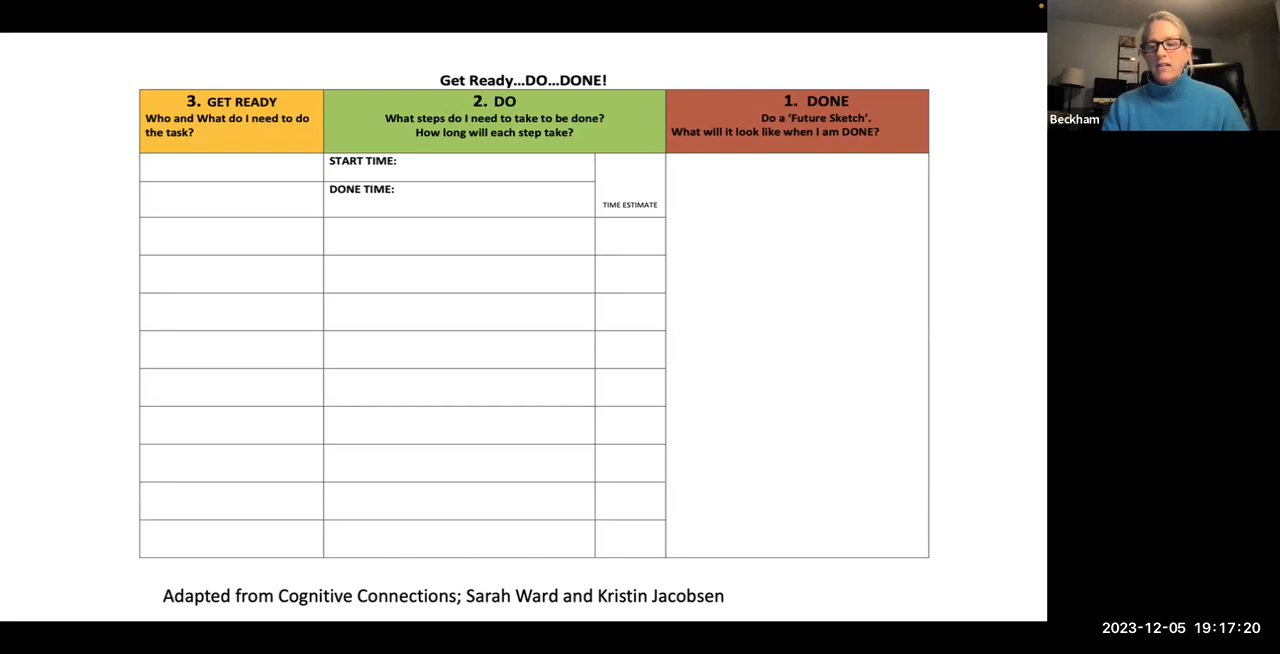 Get Ready...DO...DONE!
3. GET READY
Who and What do I need to do
the task?
2. DO
What steps do I need to take to be done?
How long will each step take?
1. DONE
Do a ‘Future Sketch’.
What will it look like when I am DONE?
START TIME:
DONE TIME:
TIME ESTIMATE
Adapted from Cognitive Connections; Sarah Ward and Kristin Jacobsen
Beckham
2023-12-05 19:17:20